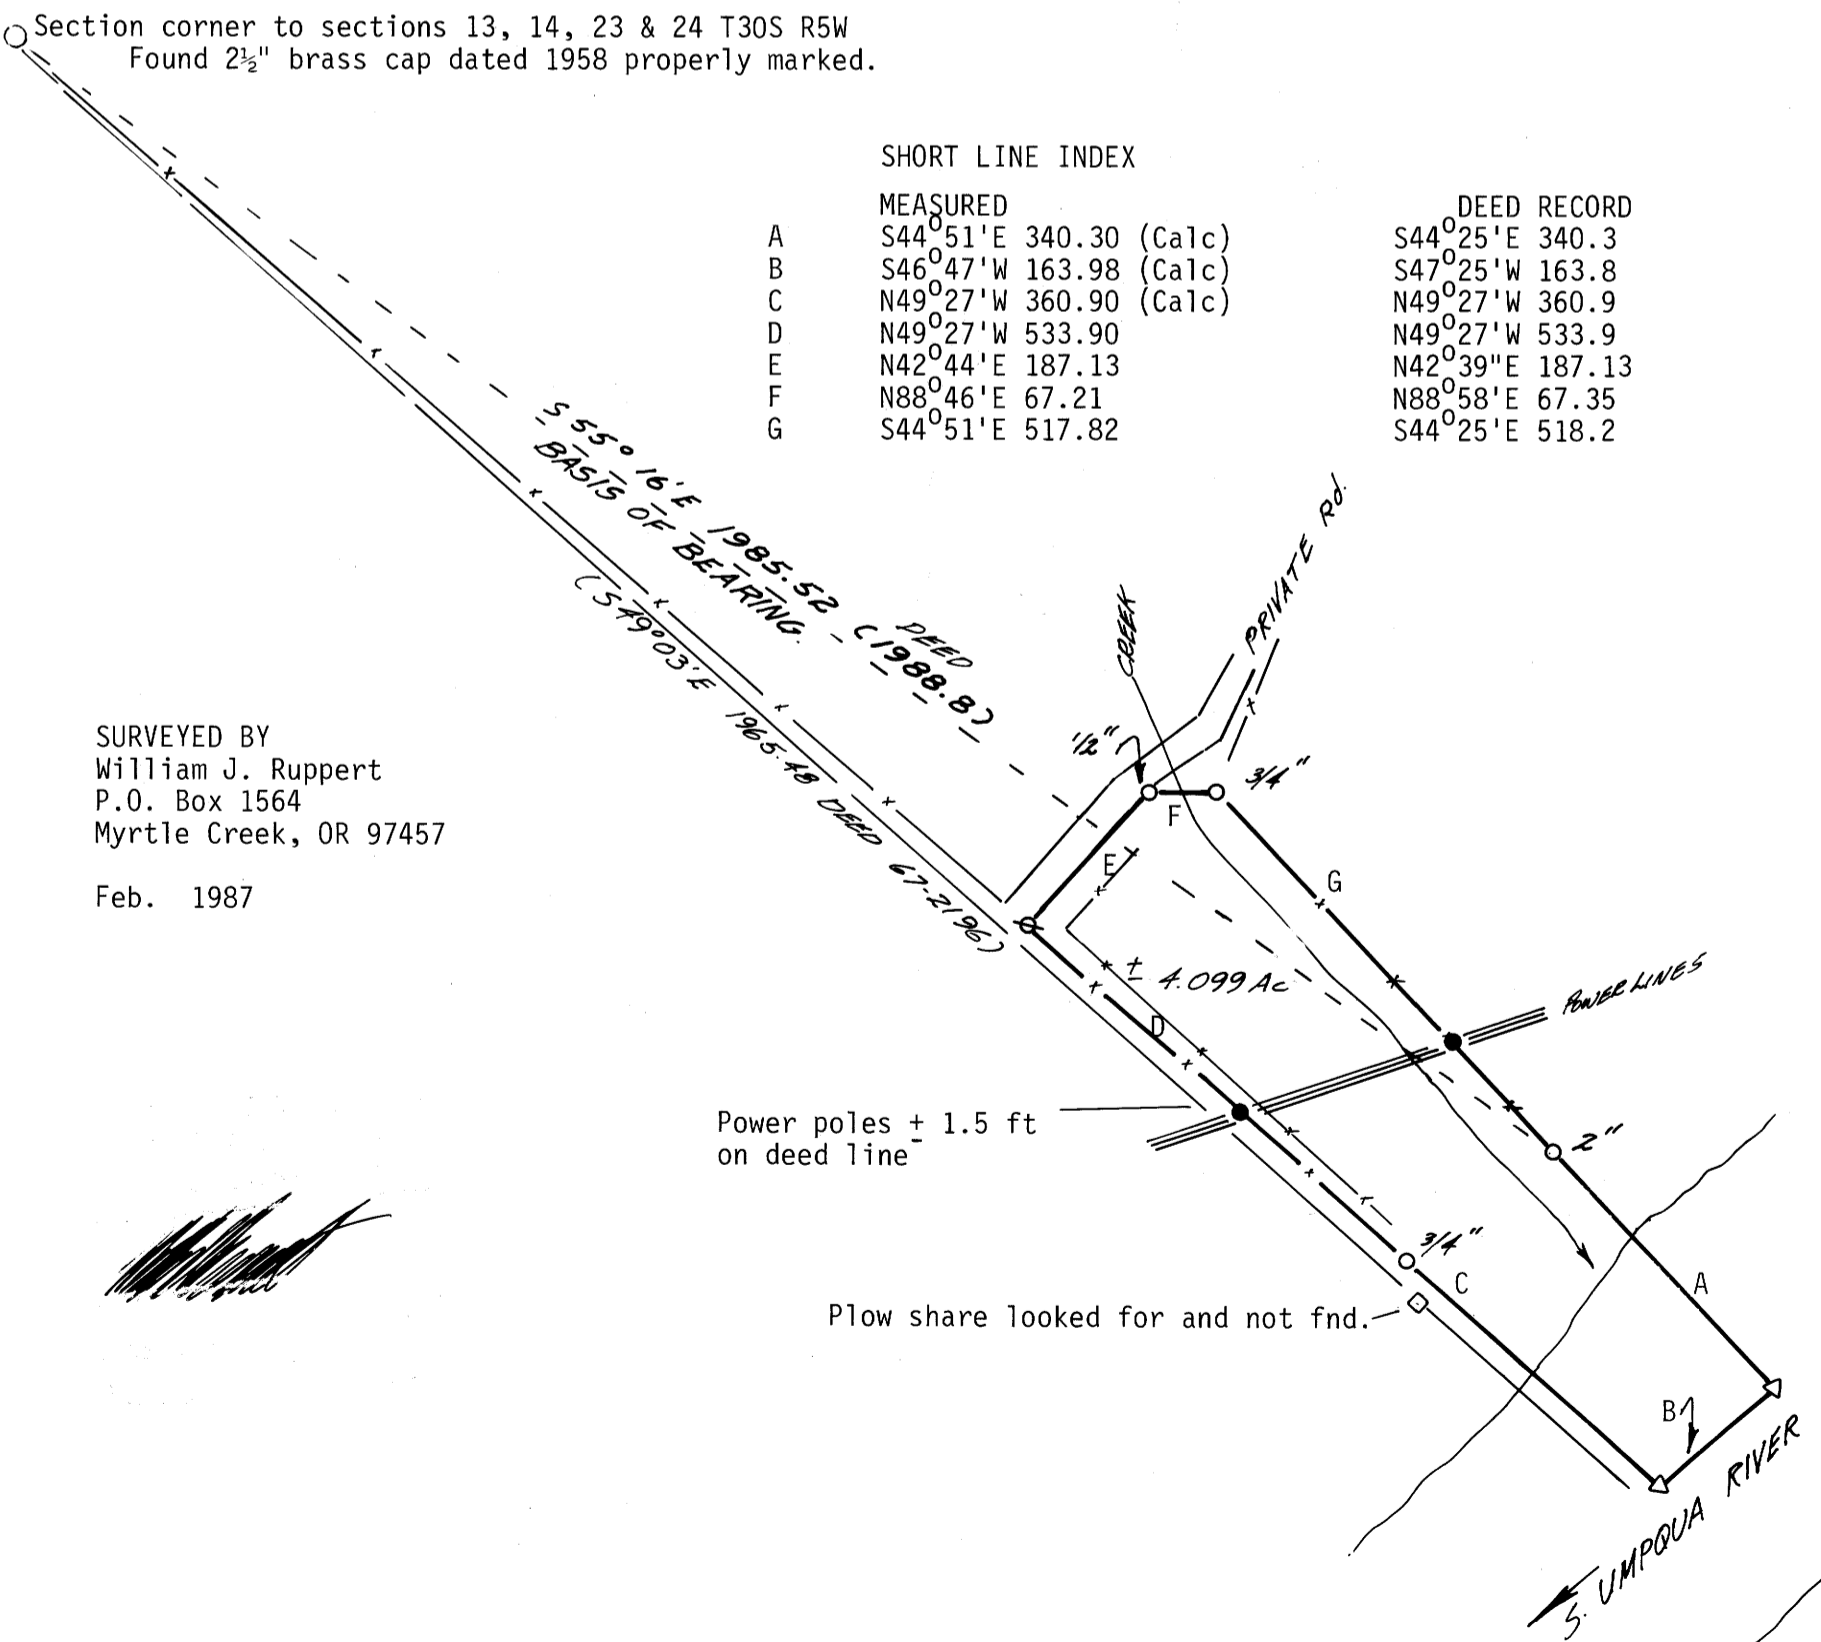 Section corner to sections 13, 14, 23 & 24 T30S R5W
Found 2½" brass cap dated 1958 properly marked.
SHORT LINE INDEX
MEASURED DEED RECORD
A S44°51'E 340.30 (Calc) S44°25'E 340.3
B S46°47'W 163.98 (Calc) S47°25'W 163.8
C N49°27'W 360.90 (Calc) N49°27'W 360.9
D N49°27'W 533.90 N49°27'W 533.9
E N42°44'E 187.13 N42°39"E 187.13
F N88°46'E 67.21 N88°58'E 67.35
G S44°51'E 517.82 S44°25'E 518.2
S 55° 16'E 1985.52 (1988.8)
DEED
BASIS OF BEARING.
(S 49°03'E 1965.48 DEED 67-2196)
PRIVATE Rd.
CREEK
SURVEYED BY
William J. Ruppert
P.O. Box 1564
Myrtle Creek, OR 97457
Feb. 1987
1/2"
3/4"
F
E
G
± 4.099 Ac
D
POWER LINES
Power poles ± 1.5 ft
on deed line
2"
3/4"
C
A
Plow share looked for and not fnd.
B
S. UMPQUA RIVER